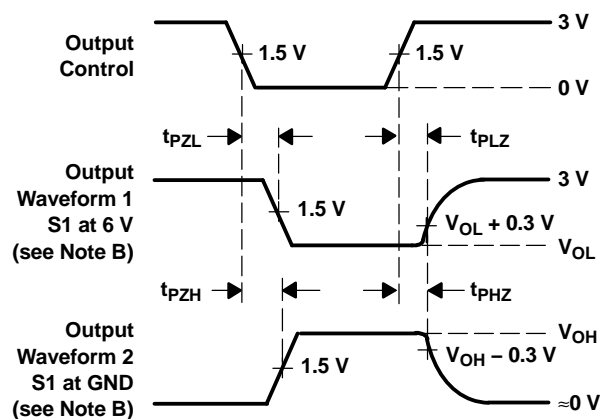 Output
Control
1.5 V
1.5 V
3 V
0 V
tPZL
tPLZ
Output
Waveform 1
S1 at 6 V
(see Note B)
1.5 V
3 V
VOL + 0.3 V
VOL
tPZH
tPHZ
Output
Waveform 2
S1 at GND
(see Note B)
1.5 V
VOH
VOH − 0.3 V
≈0 V